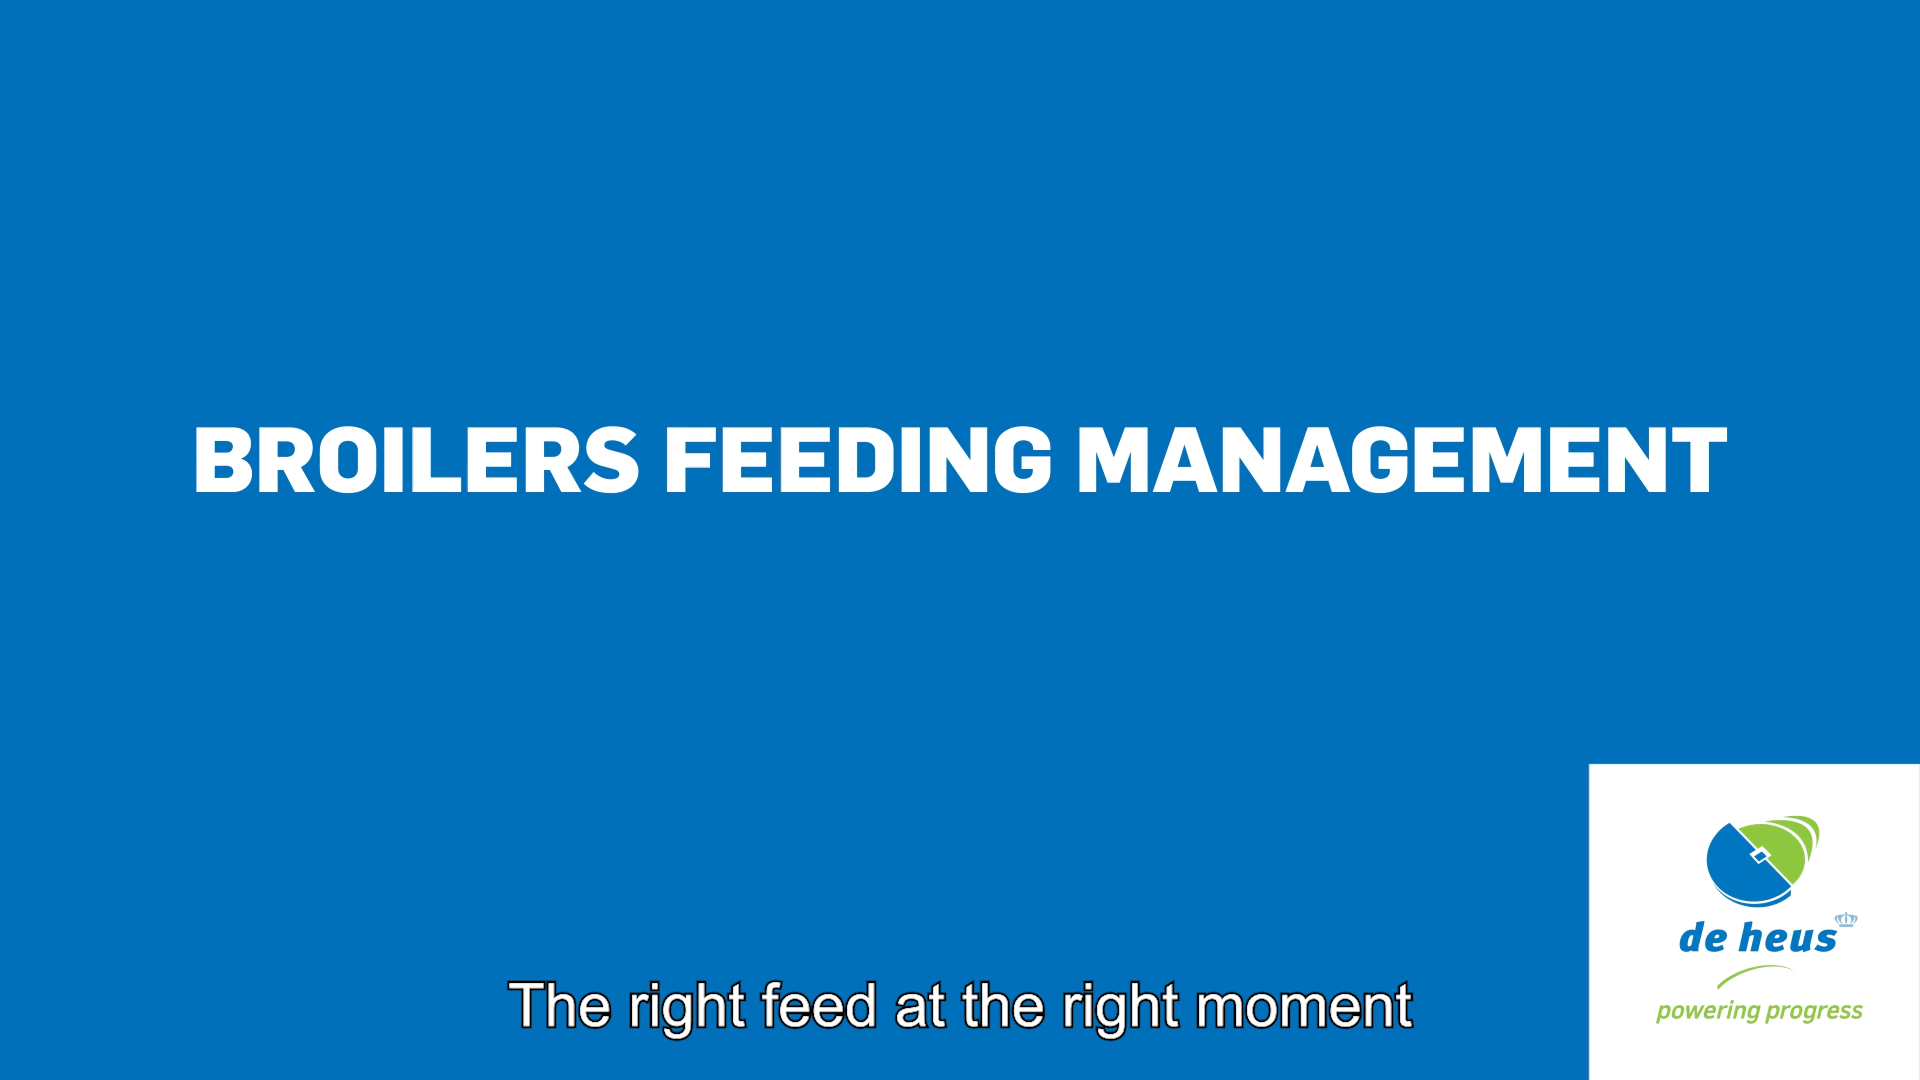 BROILERS FEEDING MANAGEMENT
de heus
powering progress
The right feed at the right moment